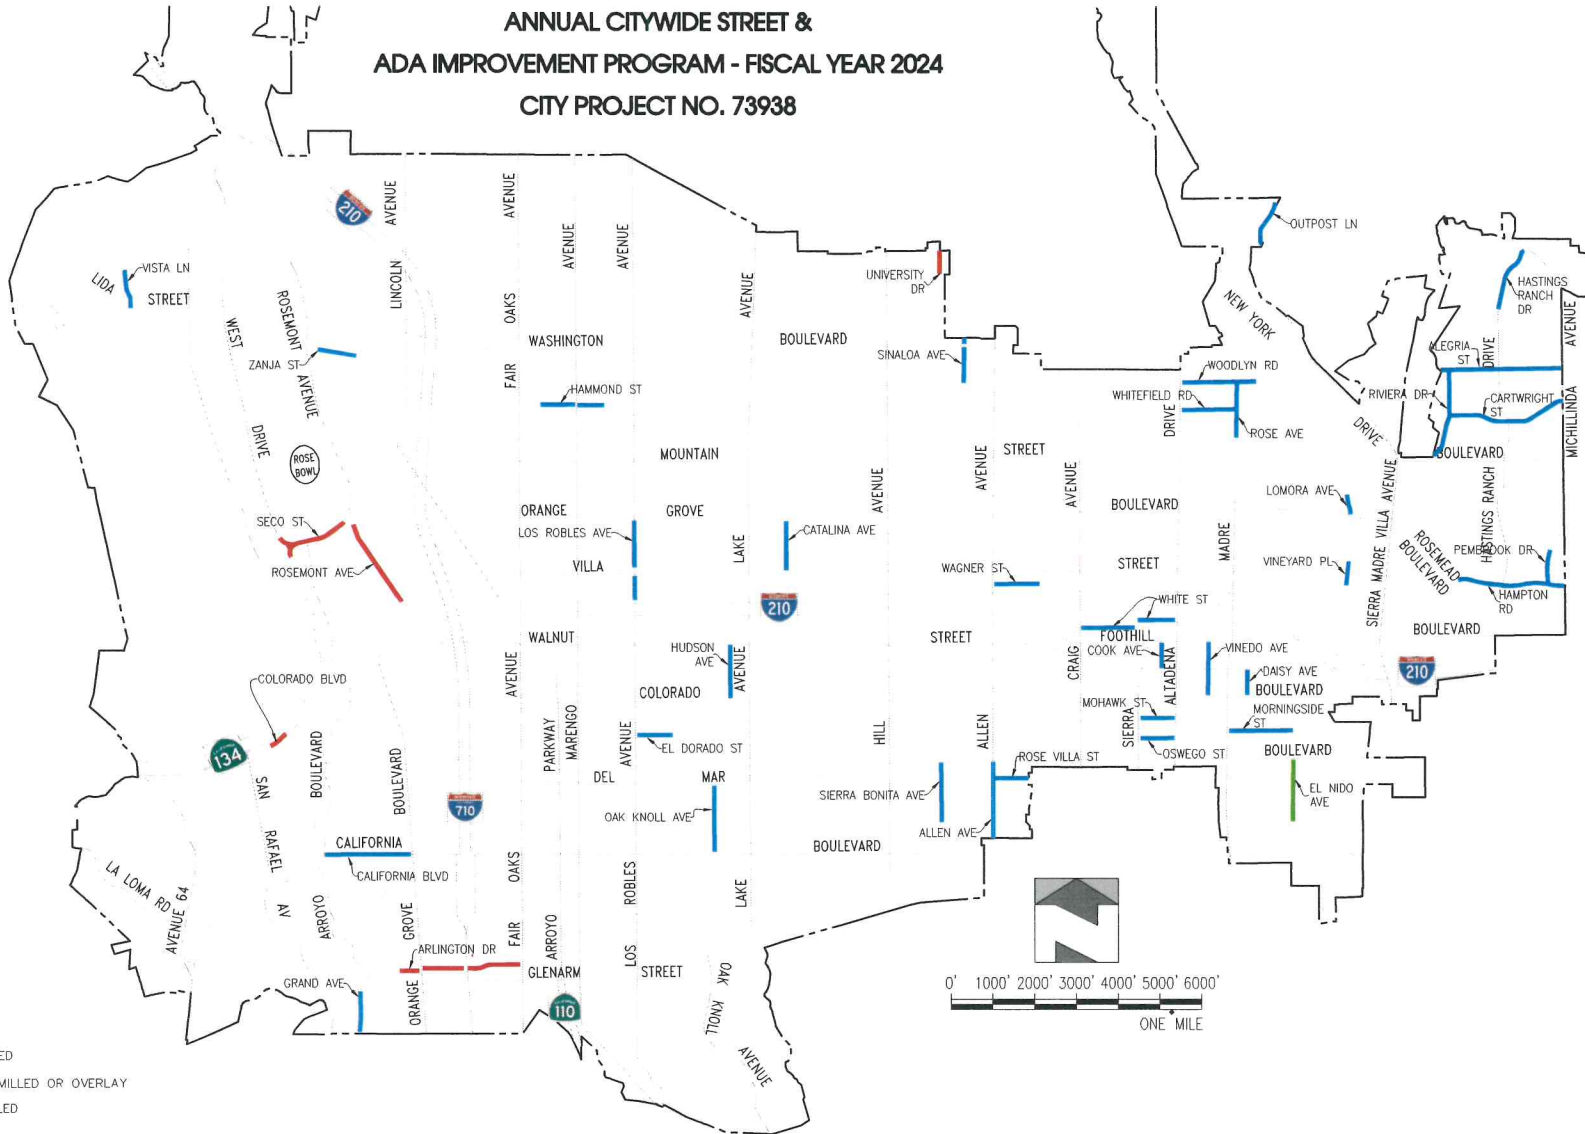 ANNUAL CITYWIDE STREET &
ADA IMPROVEMENT PROGRAM - FISCAL YEAR 2024
CITY PROJECT NO. 73938
210
AVENUE
LINCOLN
AVENUE
OAKS
FAIR
AVENUE
AVENUE
AVENUE
OUTPOST LN
VISTA LN
LIDA
STREET
UNIVERSITY
DR
HASTINGS
RANCH
DR
NEW YORK
DRIVE
WEST
DRIVE
ROSEMONT
AVENUE
ZANJA ST
WASHINGTON
BOULEVARD
SINALOA AVE
ALEGRIA
ST
DRIVE
AVENUE
MICHILLINDA
HAMMOND ST
WOODLYN RD
WHITEFIELD RD
DRIVE
ROSE AVE
RIVIERA DR
CARTWRIGHT
ST
BOULEVARD
ROSE
BOWL
MOUNTAIN
STREET
AVENUE
AVENUE
AVENUE
ORANGE
GROVE
BOULEVARD
LOMORA AVE
SECO ST
LOS ROBLES AVE
LAKE
CATALINA AVE
MADRE
SIERRA MADRE VILLA AVENUE
HASTINGS RANCH
ROSEMEAD
BOULEVARD
PEMBROOK DR
ROSEMONT AVE
VILLA
WAGNER ST
STREET
VINEYARD PL
HAMPTON
RD
210
WHITE ST
WALNUT
STREET
FOOTHILL
BOULEVARD
HUDSON
AVE
AVENUE
AVENUE
CRAIG
COOK AVE
ALTADENA
VINEDO AVE
210
COLORADO BLVD
COLORADO
DAISY AVE
BOULEVARD
MOHAWK ST
MORNINGSIDE
ST
134
BOULEVARD
BOULEVARD
PARKWAY
MARENGO
AVENUE
EL DORADO ST
HILL
ALLEN
SIERRA
OSWEGO ST
BOULEVARD
ROSE VILLA ST
SAN
RAFAEL
AV
710
DEL
MAR
SIERRA BONITA AVE
EL NIDO
AVE
OAK KNOLL AVE
ALLEN AVE
CALIFORNIA
BOULEVARD
CALIFORNIA BLVD
LA LOMA RD
AVENUE 64
ARROYO
GROVE
OAKS
FAIR
ARROYO
ROBLES
LOS
LAKE
ARLINGTON DR
GLENARM
STREET
GRAND AVE
ORANGE
110
OAK KNOLL
AVENUE
0' 1000' 2000' 3000' 4000' 5000' 6000'
ONE MILE
ED
MILLED OR OVERLAY
LED